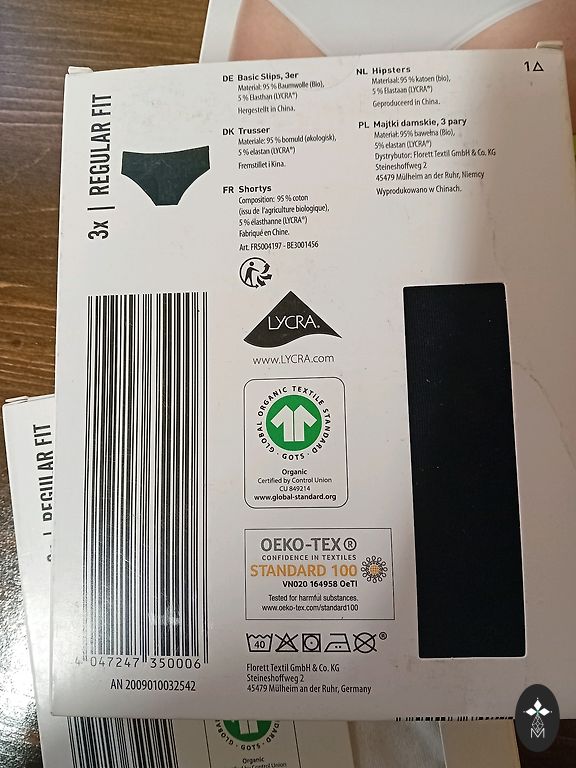 3x | REGULAR FIT
DE Basic Slips, 3er
Material: 95 % Baumwolle (Bio),
5 % Elasthan (LYCRA®)
Hergestellt in China.
DK Trusser
Materiale: 95 % bomuld (økologisk),
5 % elastan (LYCRA®)
Fremstillet i Kina.
FR Shortys
Composition: 95 % coton
(issu de l'agriculture biologique),
5 % élasthanne (LYCRA®)
Fabriqué en Chine.
Art. FR5004197 - BE3001456
NL Hipsters
Materiaal: 95 % katoen (bio),
5 % Elastaan (LYCRA®)
Geproduceerd in China.
PL Majtki damskie, 3 pary
Materiał: 95% bawełna (Bio),
5% elastan (LYCRA®)
Dystrybutor: Florett Textil GmbH & Co. KG
Steineshoffweg 2
45479 Mülheim an der Ruhr, Niemcy
Wyprodukowano w Chinach.
1△
LYCRA®
www.LYCRA.com
GLOBAL ORGANIC TEXTILE STANDARD
· GOTS ·
Organic
Certified by Control Union
CU 849214
www.global-standard.org
OEKO-TEX®
CONFIDENCE IN TEXTILES
STANDARD 100
VN020 164958 OeTI
Tested for harmful substances.
www.oeko-tex.com/standard100
40
®
Florett Textil GmbH & Co. KG
Steineshoffweg 2
45479 Mülheim an der Ruhr, Germany
4 047247 350006
AN 2009010032542
REGULAR FIT
GOTS
Organic
Certified by Control Union
M